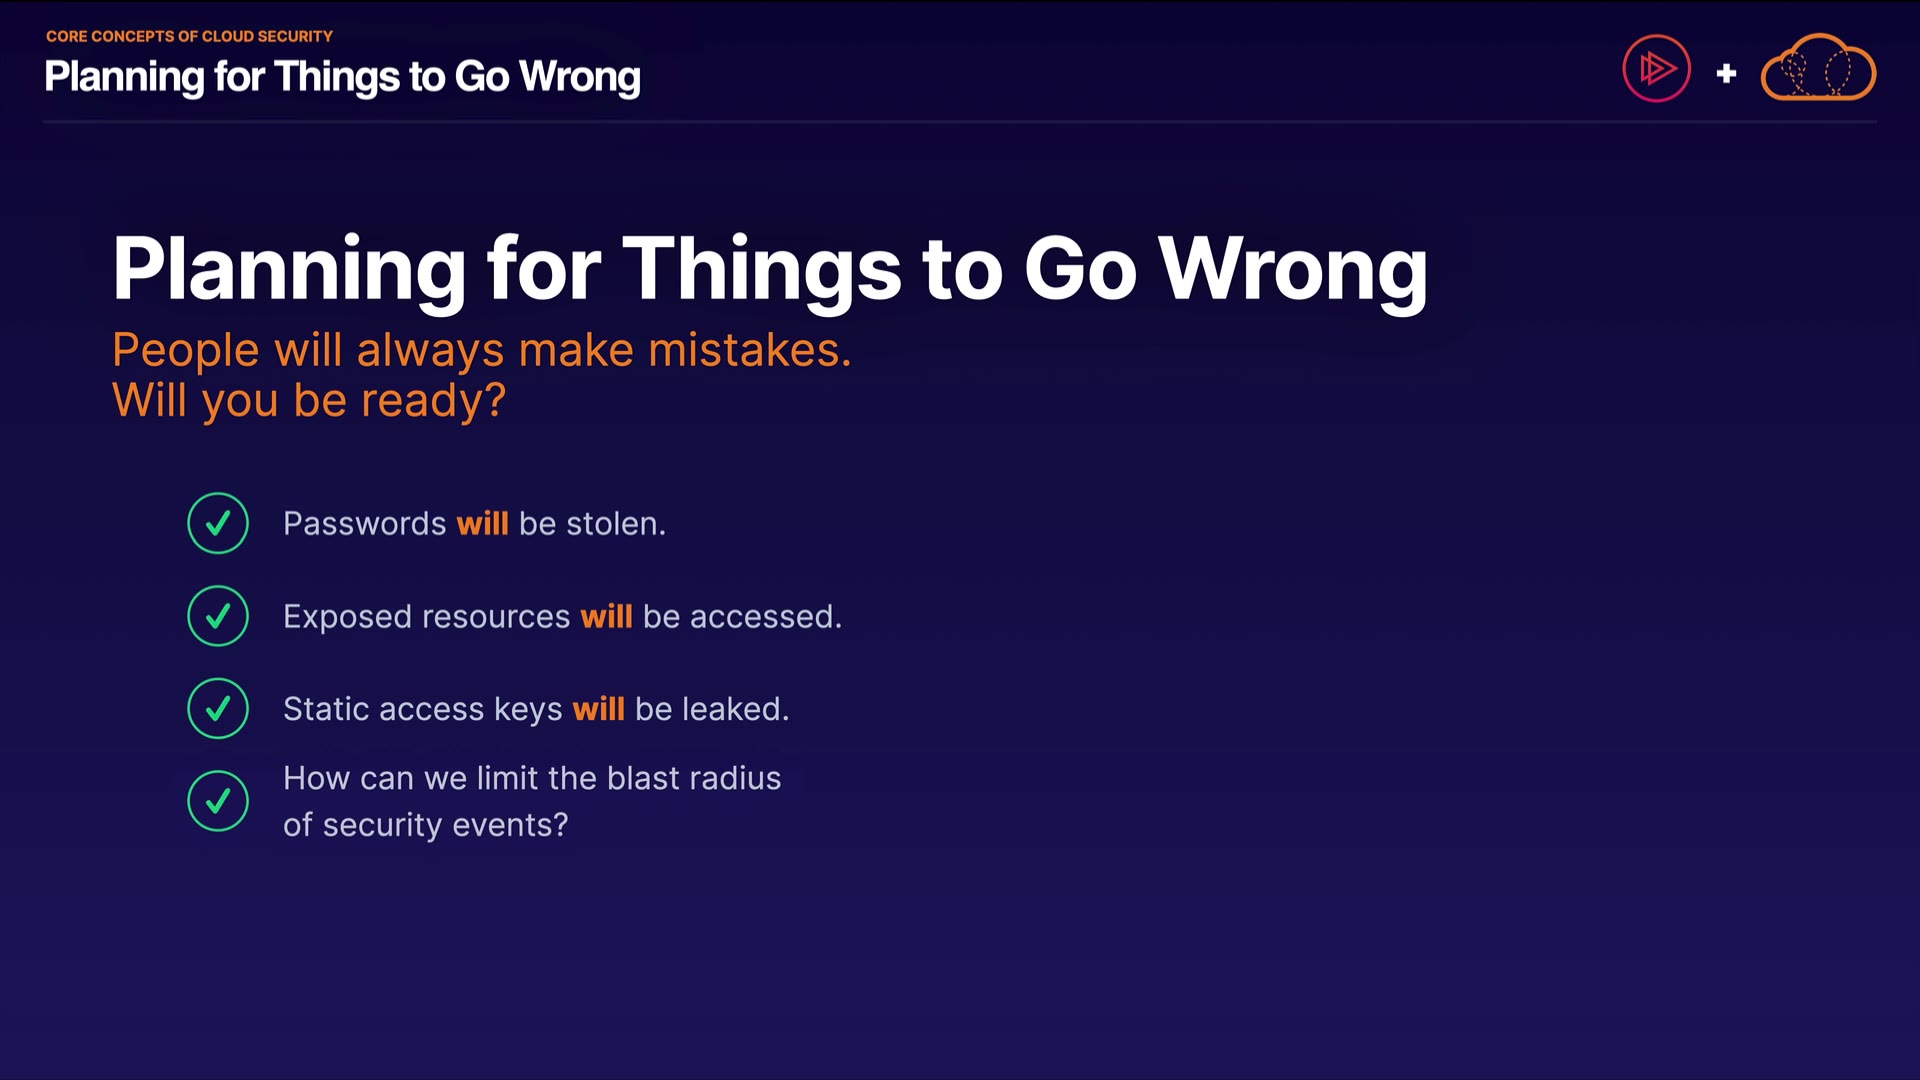 CORE CONCEPTS OF CLOUD SECURITY
Planning for Things to Go Wrong
Planning for Things to Go Wrong
People will always make mistakes.
Will you be ready?
Passwords will be stolen.
Exposed resources will be accessed.
Static access keys will be leaked.
How can we limit the blast radius
of security events?